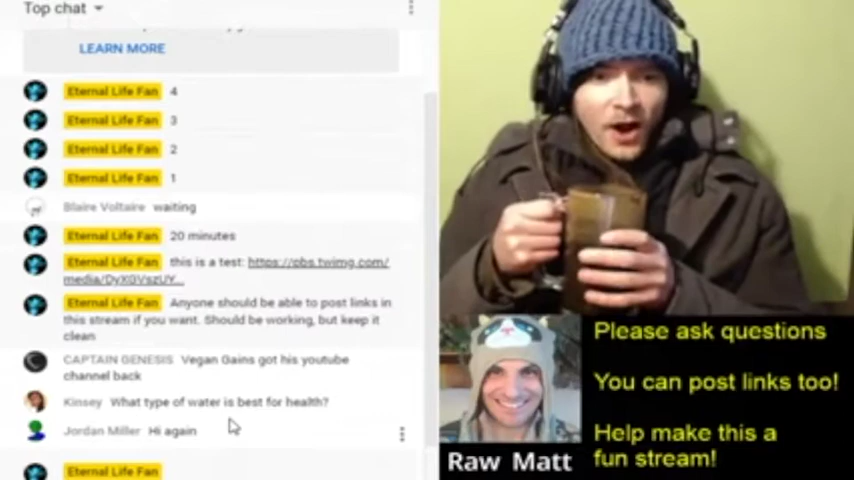 Top chat
LEARN MORE
Eternal Life Fan 4
Eternal Life Fan 3
Eternal Life Fan 2
Eternal Life Fan 1
Blaire Voltaire waiting
Eternal Life Fan 20 minutes
Eternal Life Fan this is a test: https://pbs.twimg.com/
media/DyXGVszUY...
Eternal Life Fan Anyone should be able to post links in
this stream if you want. Should be working, but keep it
clean
CAPTAIN GENESIS Vegan Gains got his youtube
channel back
Kinsey What type of water is best for health?
Jordan Miller Hi again
Eternal Life Fan
Please ask questions
You can post links too!
Help make this a
fun stream!
Raw Matt